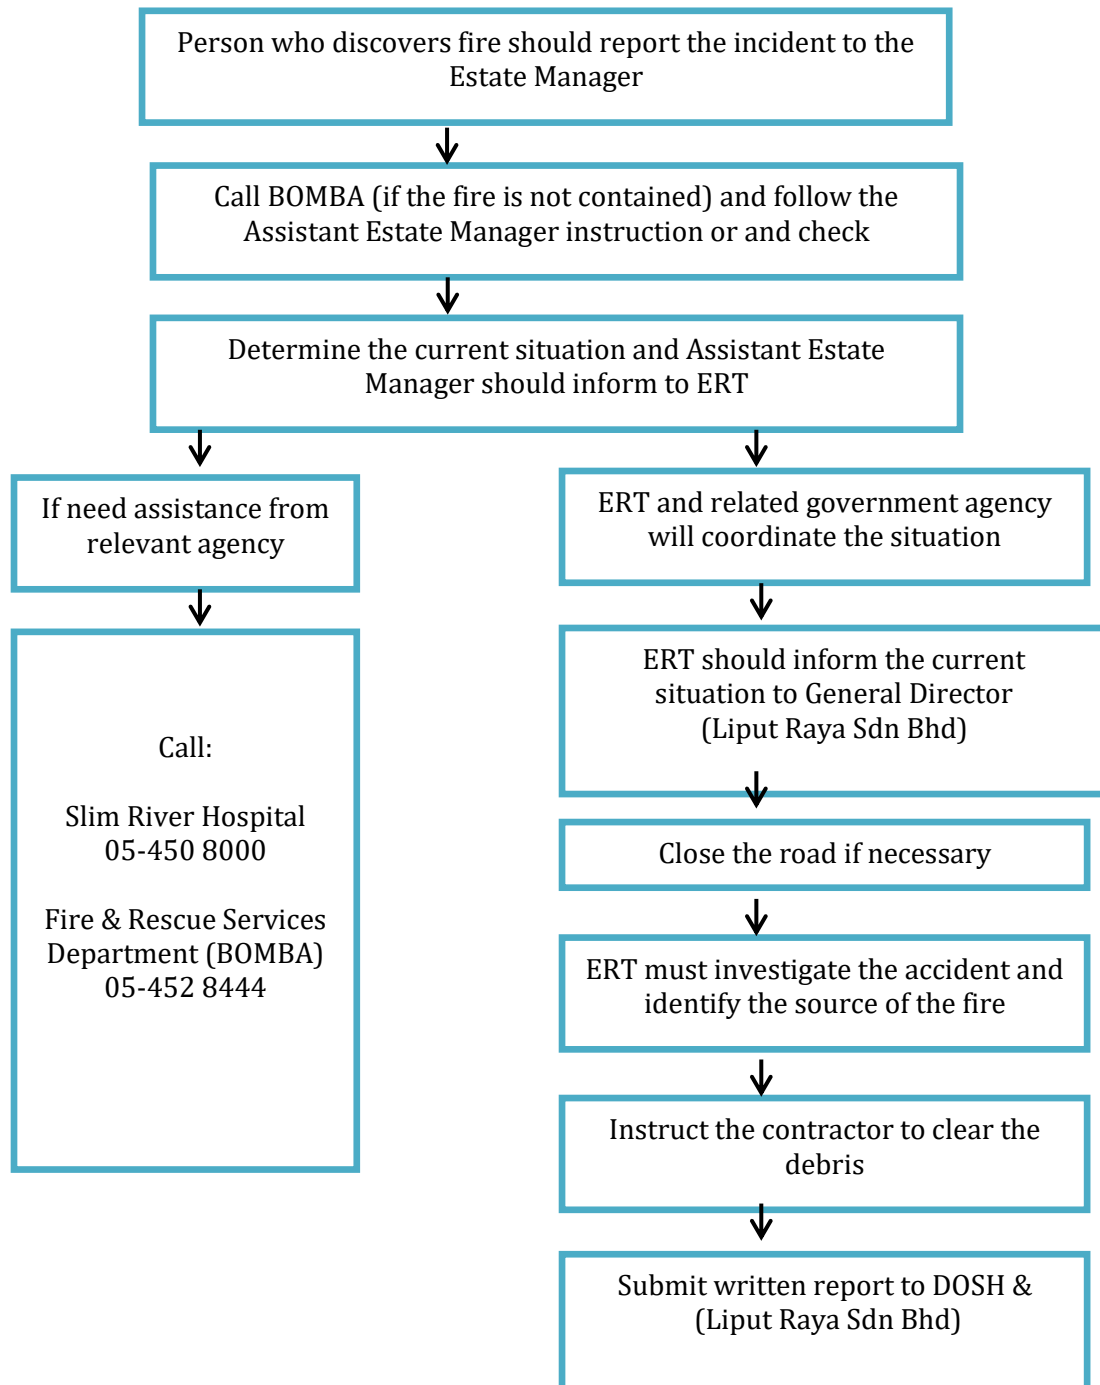 Person who discovers fire should report the incident to the
Estate Manager
Call BOMBA (if the fire is not contained) and follow the
Assistant Estate Manager instruction or and check
Determine the current situation and Assistant Estate
Manager should inform to ERT
If need assistance from
relevant agency
Call:
Slim River Hospital
05-450 8000
Fire & Rescue Services
Department (BOMBA)
05-452 8444
ERT and related government agency
will coordinate the situation
ERT should inform the current
situation to General Director
(Liput Raya Sdn Bhd)
Close the road if necessary
ERT must investigate the accident and
identify the source of the fire
Instruct the contractor to clear the
debris
Submit written report to DOSH &
(Liput Raya Sdn Bhd)